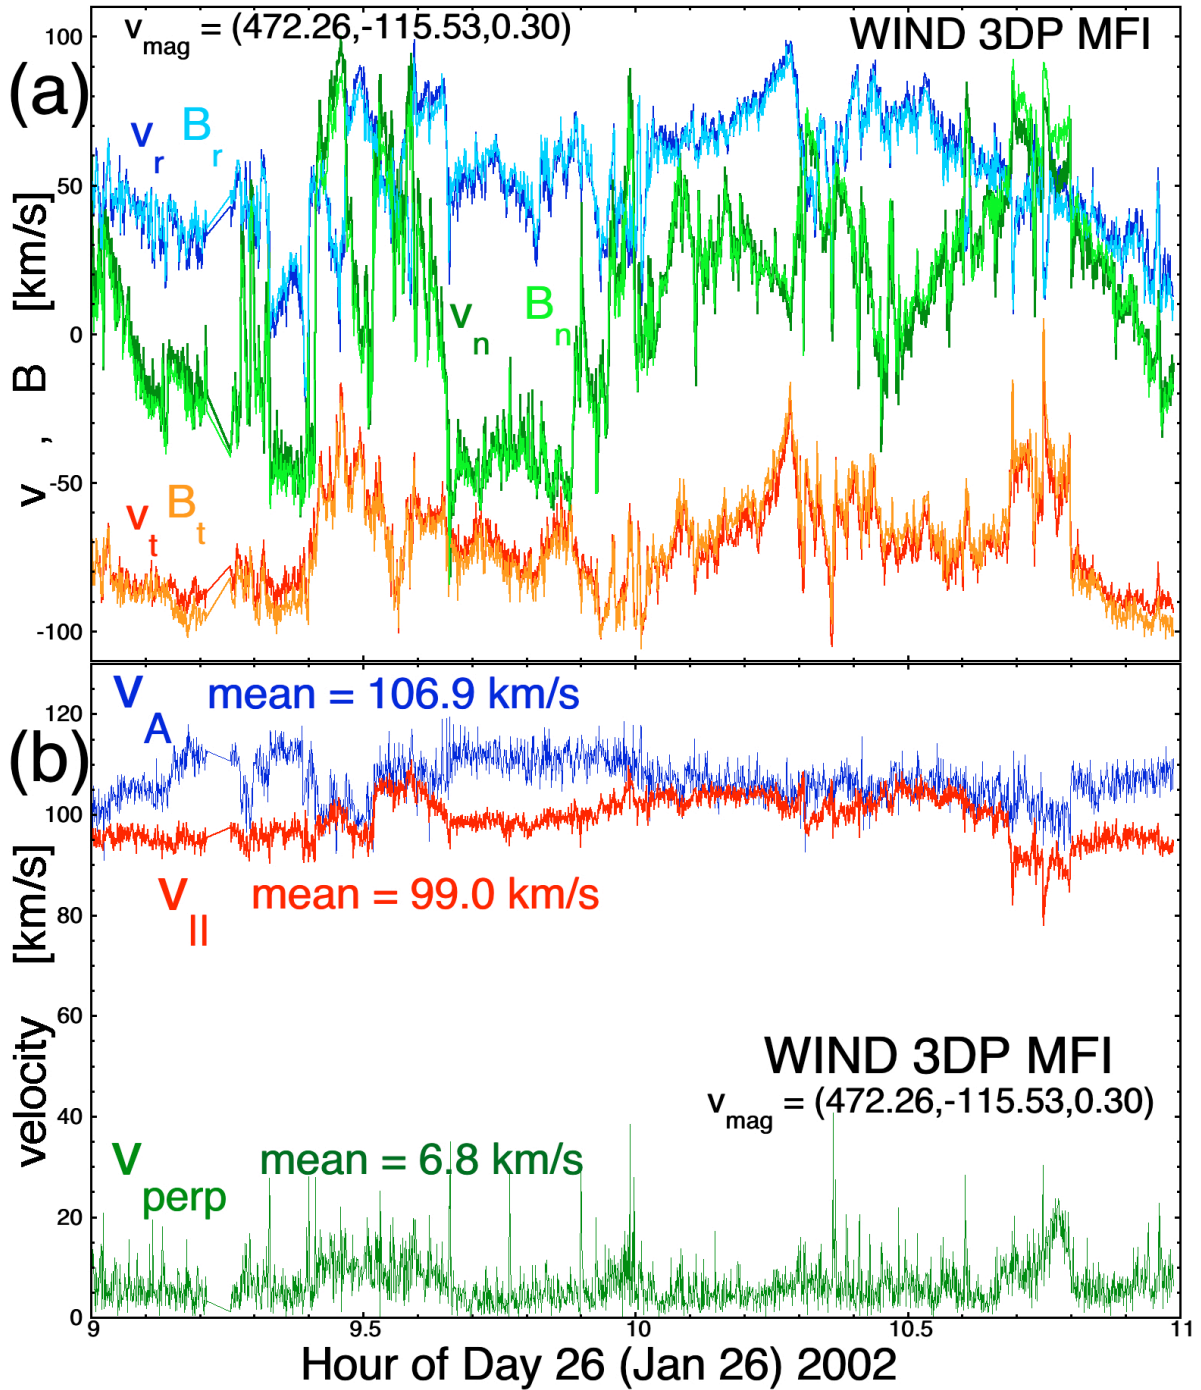 v_mag = (472.26,-115.53,0.30)
WIND 3DP MFI
(a)
v_r B_r
v_n B_n
v_t B_t
v , B [km/s]
100
50
0
-50
-100
(b)
v_A mean = 106.9 km/s
v_|| mean = 99.0 km/s
WIND 3DP MFI
v_mag = (472.26,-115.53,0.30)
v_perp mean = 6.8 km/s
velocity [km/s]
120
100
80
60
40
20
0
9 9.5 10 10.5 11
Hour of Day 26 (Jan 26) 2002